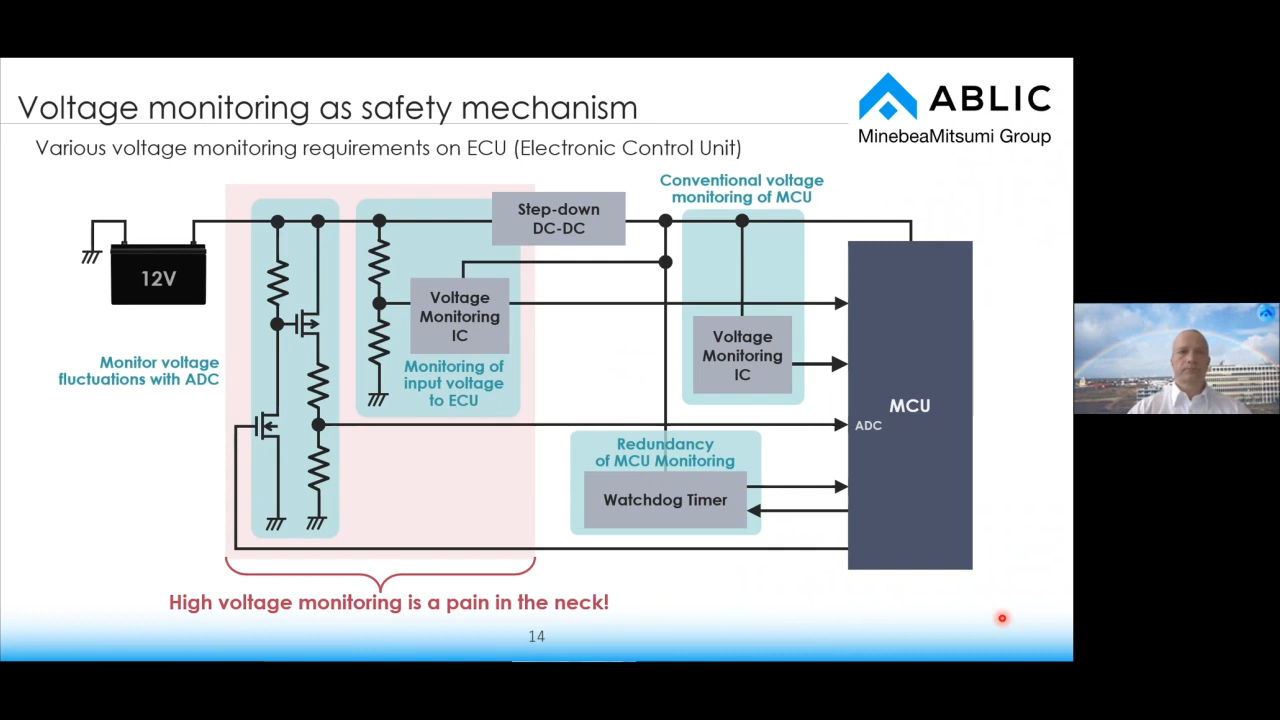 Voltage monitoring as safety mechanism
ABLIC
MinebeaMitsumi Group
Various voltage monitoring requirements on ECU (Electronic Control Unit)
Conventional voltage
monitoring of MCU
Step-down
DC-DC
12V
Voltage
Monitoring
IC
Monitoring of
input voltage
to ECU
Monitor voltage
fluctuations with ADC
Voltage
Monitoring
IC
MCU
ADC
Redundancy
of MCU Monitoring
Watchdog Timer
High voltage monitoring is a pain in the neck!
14